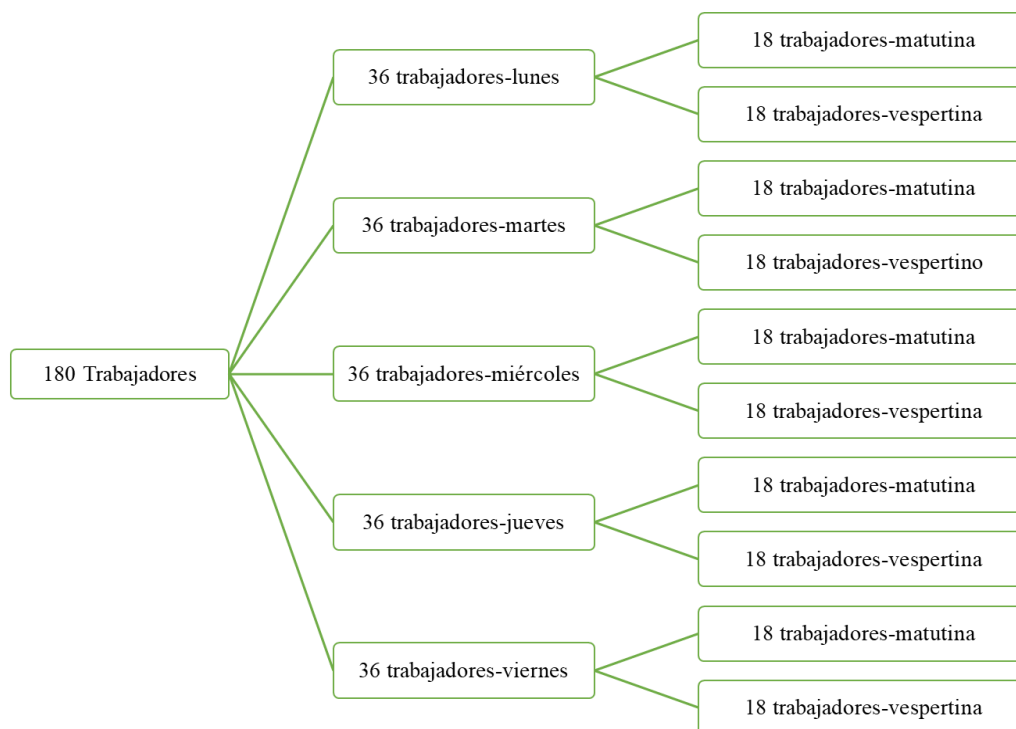 180 Trabajadores
36 trabajadores-lunes
18 trabajadores-matutina
18 trabajadores-vespertina
36 trabajadores-martes
18 trabajadores-matutina
18 trabajadores-vespertino
36 trabajadores-miércoles
18 trabajadores-matutina
18 trabajadores-vespertina
36 trabajadores-jueves
18 trabajadores-matutina
18 trabajadores-vespertina
36 trabajadores-viernes
18 trabajadores-matutina
18 trabajadores-vespertina